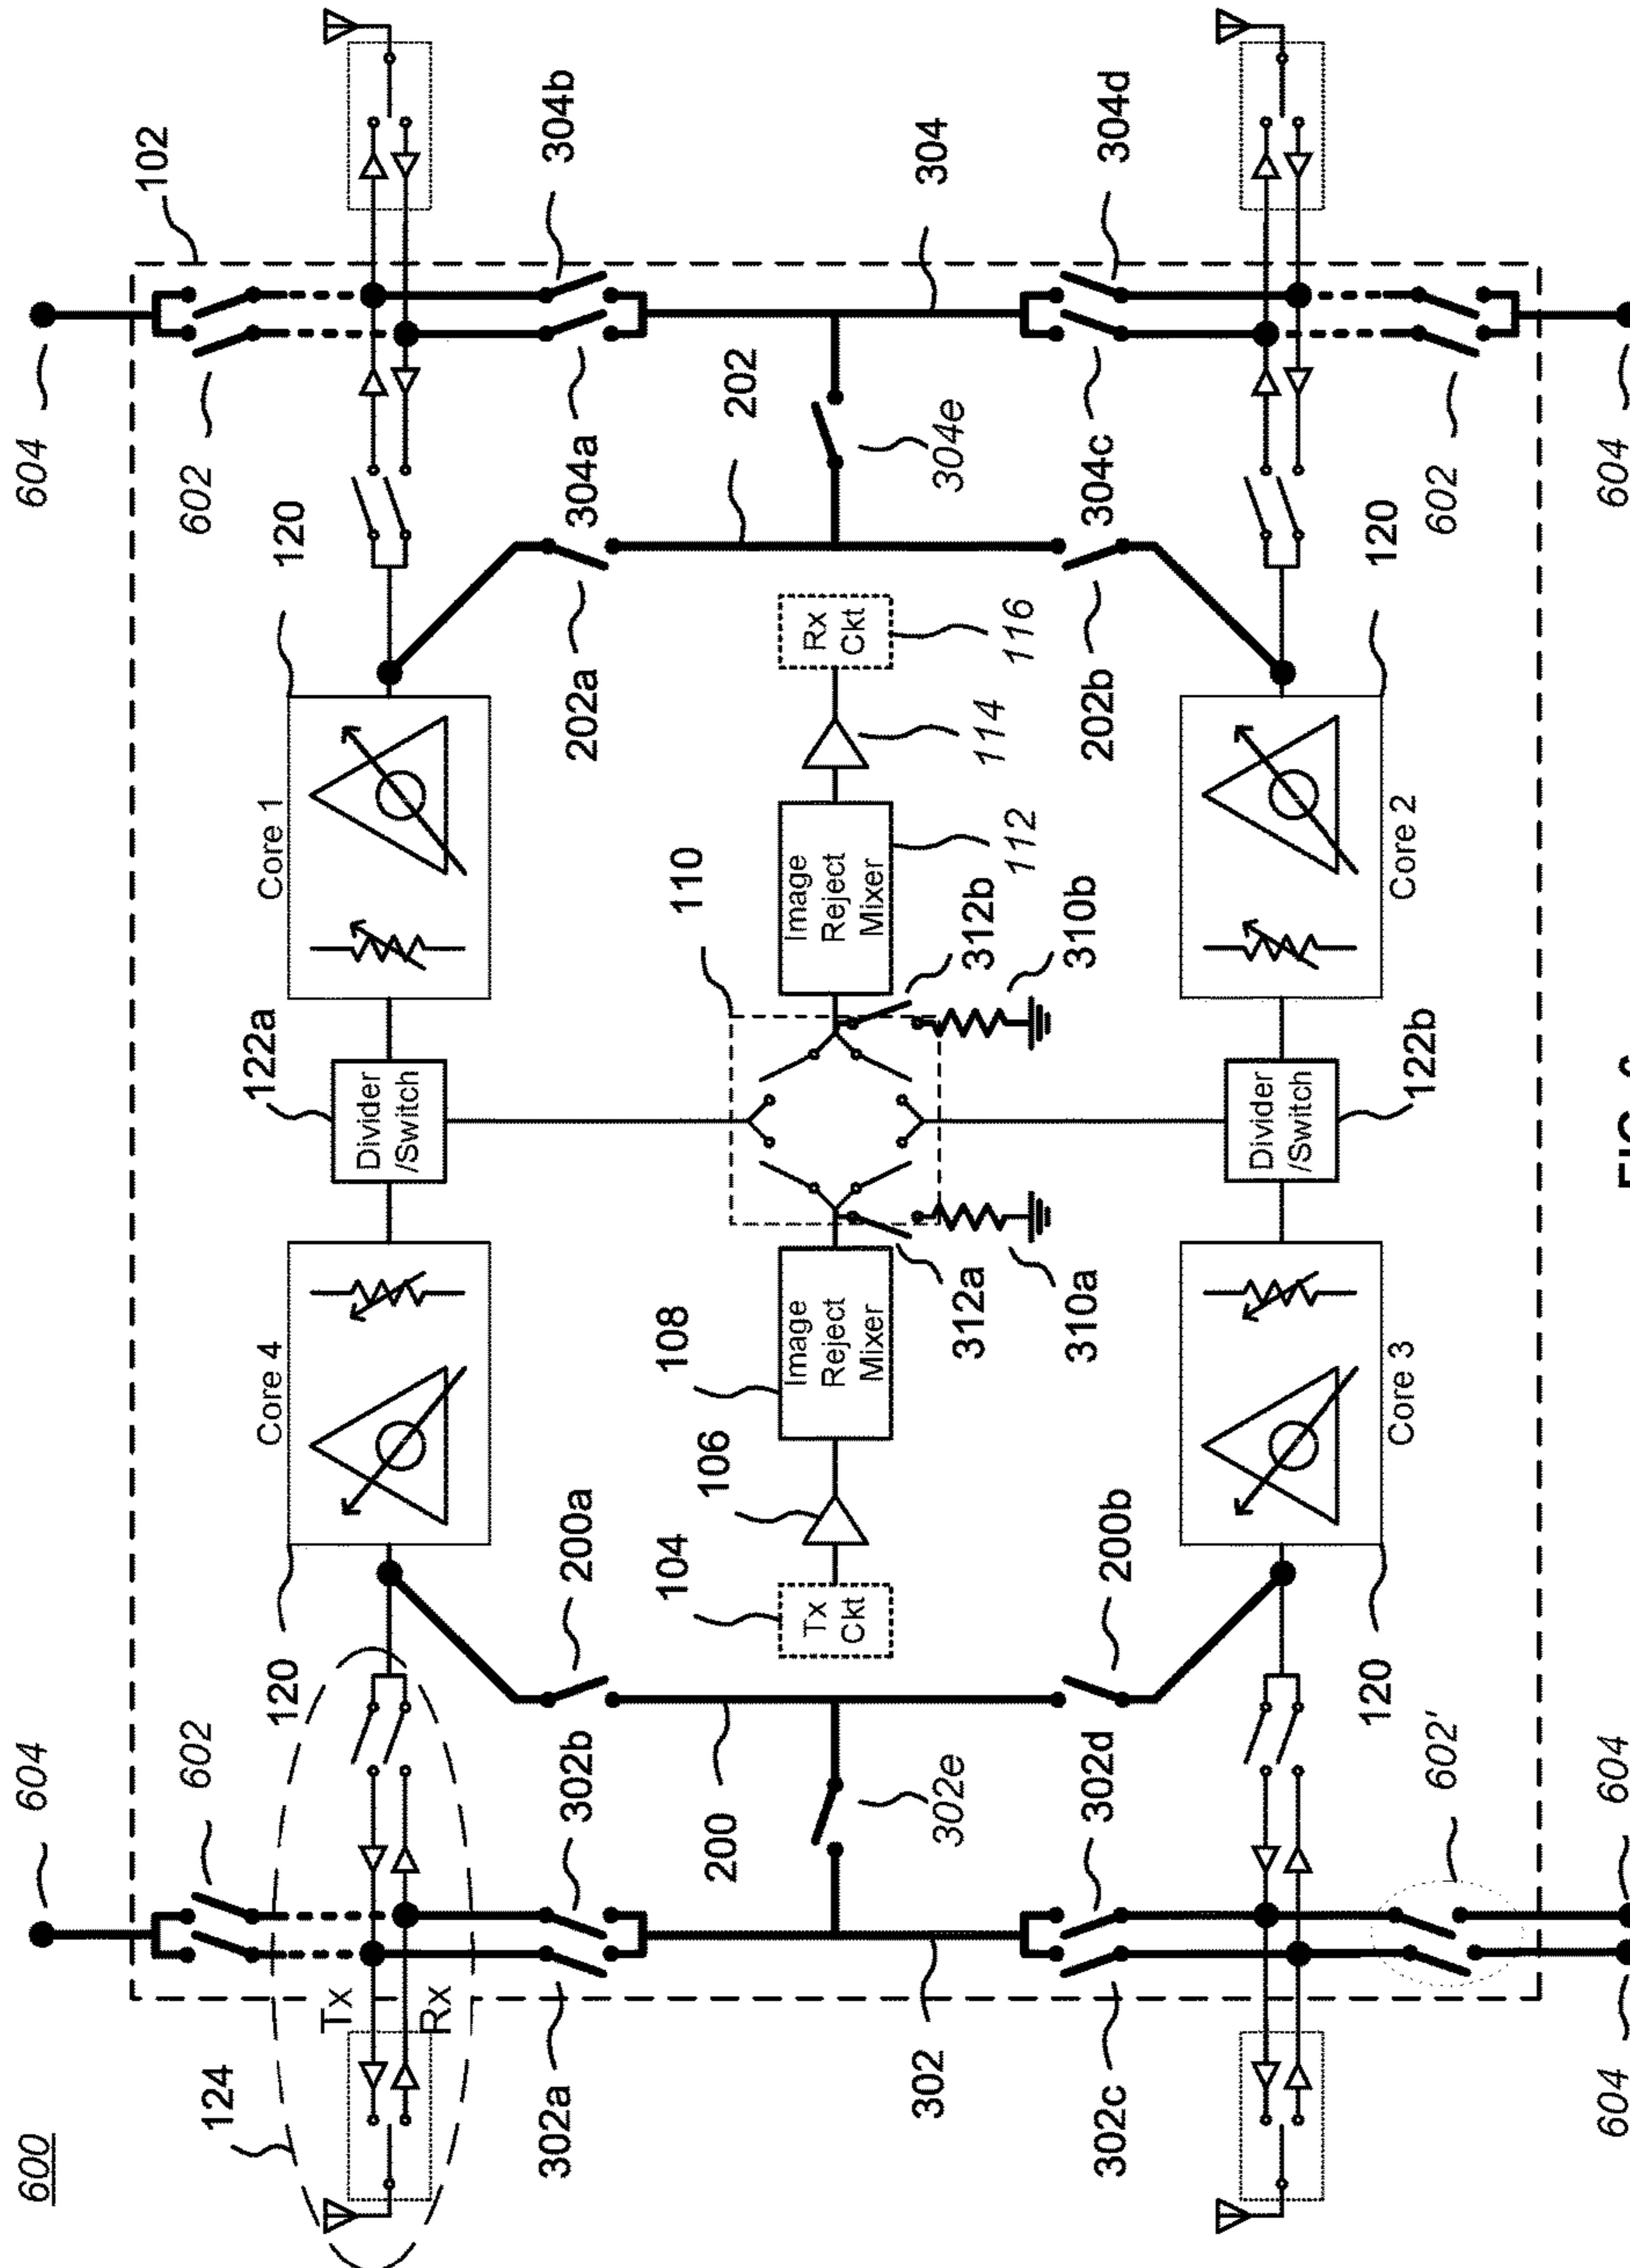 600
604
604
102
124
602
602
120
Core 4
122a
Core 1
120
Tx
Rx
Divider
/Switch
302a
302b
200a
202a
304a
304b
200
104
106
108
110
202
Tx
Ckt
Image
Reject
Mixer
Image
Reject
Mixer
Rx
Ckt
302
302e
312a
312b
112
114
116
304e
304
302c
302d
200b
310a
310b
202b
304c
304d
Divider
/Switch
120
Core 3
122b
Core 2
120
602'
602
604
604
604